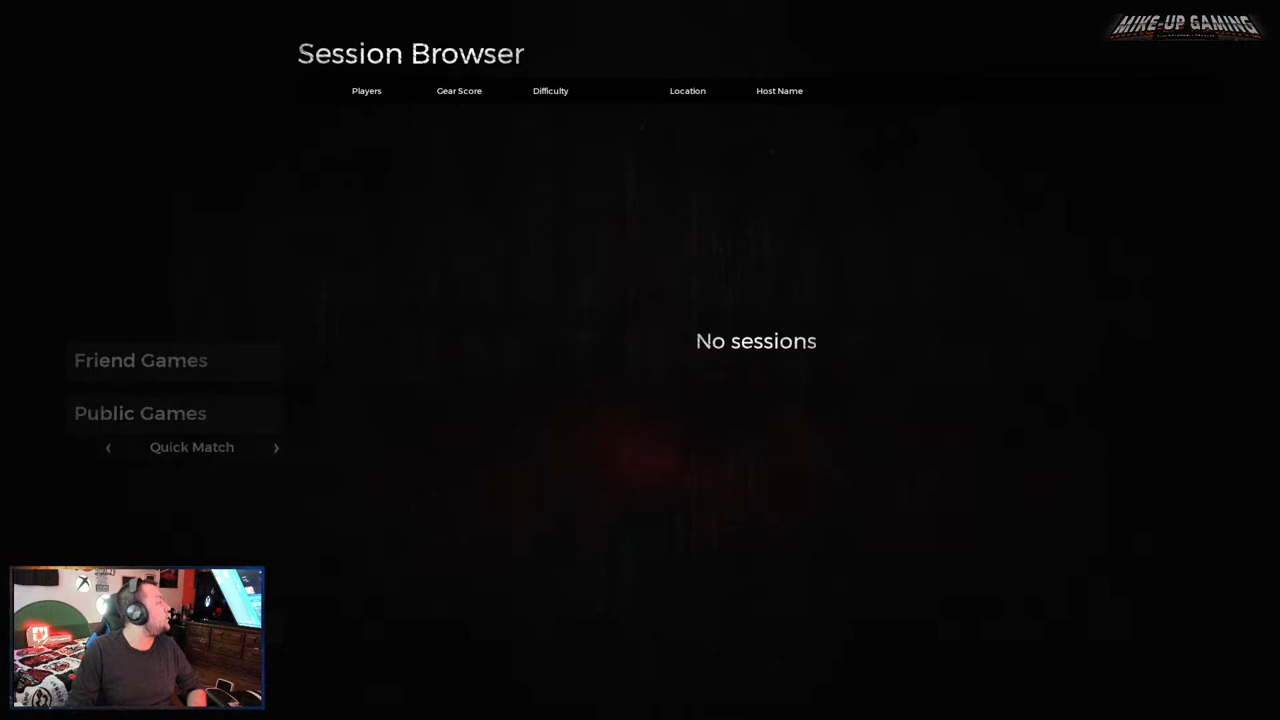 MIKE-UP GAMING
Session Browser
Players Gear Score Difficulty Location Host Name
No sessions
Friend Games
Public Games
‹ Quick Match ›